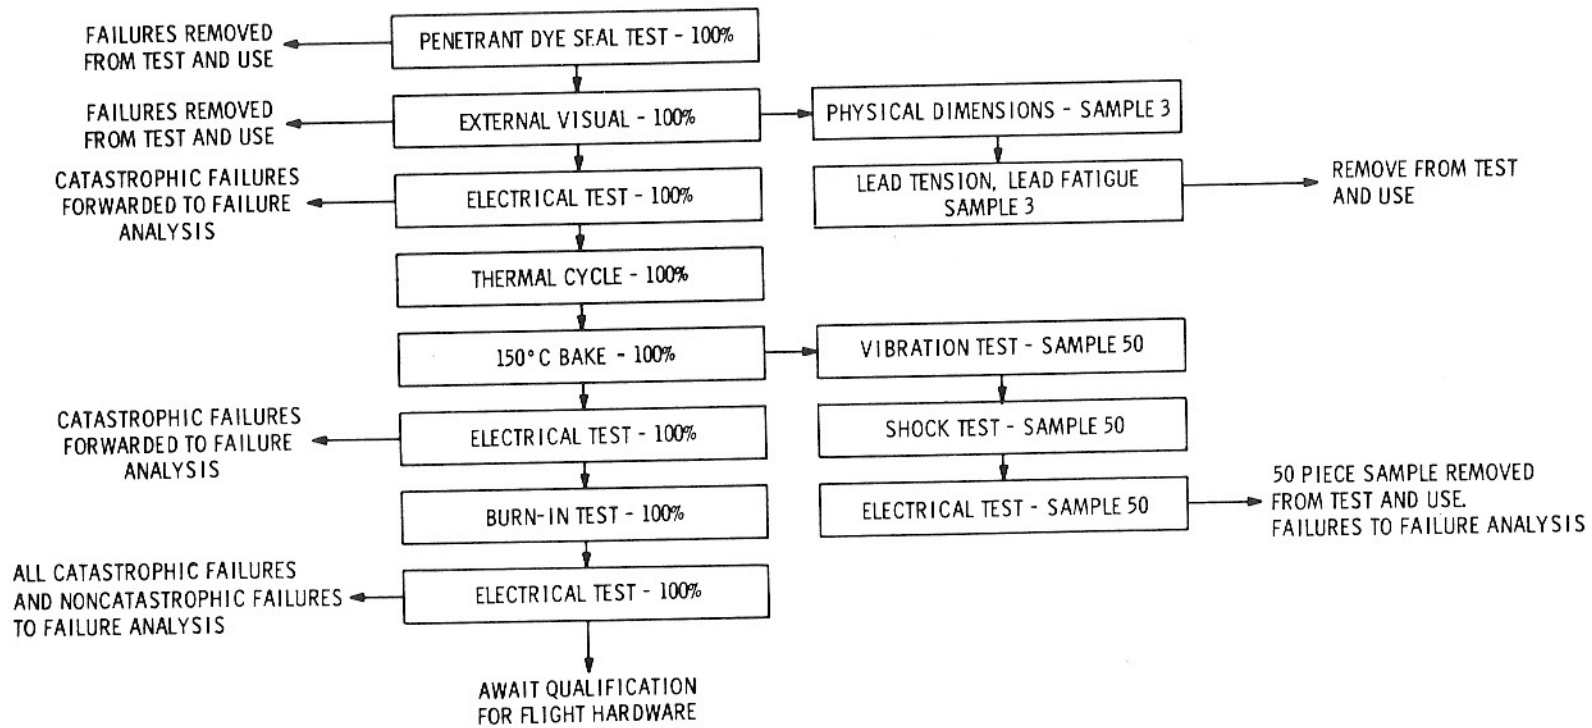 FAILURES REMOVED
FROM TEST AND USE
PENETRANT DYE SEAL TEST - 100%
FAILURES REMOVED
FROM TEST AND USE
EXTERNAL VISUAL - 100%
PHYSICAL DIMENSIONS - SAMPLE 3
CATASTROPHIC FAILURES
FORWARDED TO FAILURE
ANALYSIS
ELECTRICAL TEST - 100%
LEAD TENSION, LEAD FATIGUE
SAMPLE 3
REMOVE FROM TEST
AND USE
THERMAL CYCLE - 100%
150°C BAKE - 100%
VIBRATION TEST - SAMPLE 50
CATASTROPHIC FAILURES
FORWARDED TO FAILURE
ANALYSIS
ELECTRICAL TEST - 100%
SHOCK TEST - SAMPLE 50
BURN-IN TEST - 100%
ELECTRICAL TEST - SAMPLE 50
50 PIECE SAMPLE REMOVED
FROM TEST AND USE.
FAILURES TO FAILURE ANALYSIS
ALL CATASTROPHIC FAILURES
AND NONCATASTROPHIC FAILURES
TO FAILURE ANALYSIS
ELECTRICAL TEST - 100%
AWAIT QUALIFICATION
FOR FLIGHT HARDWARE